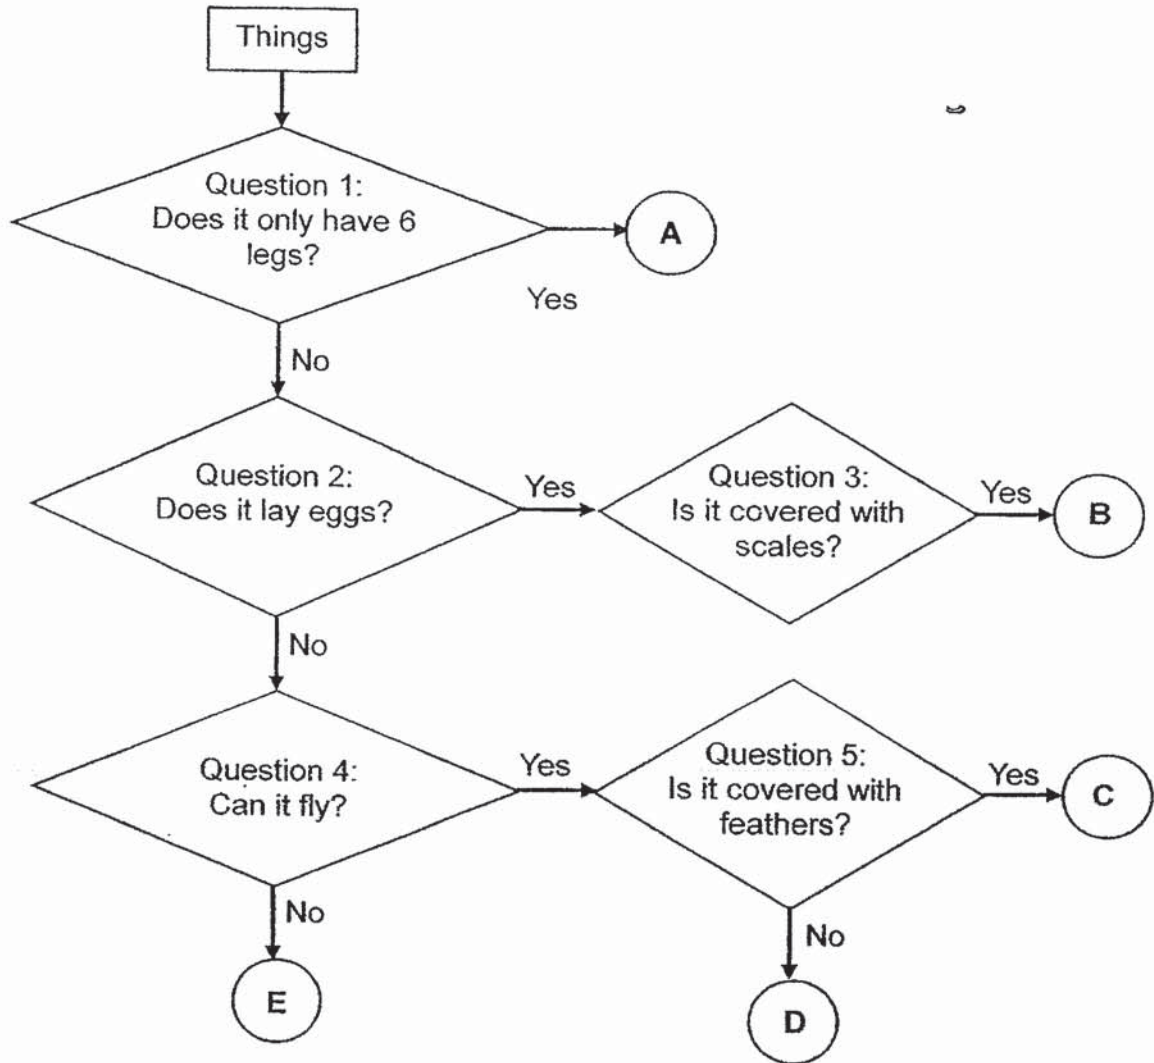 Things
Question 1:
Does it only have 6
legs?
A
Yes
No
Question 2:
Does it lay eggs?
Yes
Question 3:
Is it covered with
scales?
Yes
B
No
Question 4:
Can it fly?
Yes
Question 5:
Is it covered with
feathers?
Yes
C
No
E
No
D